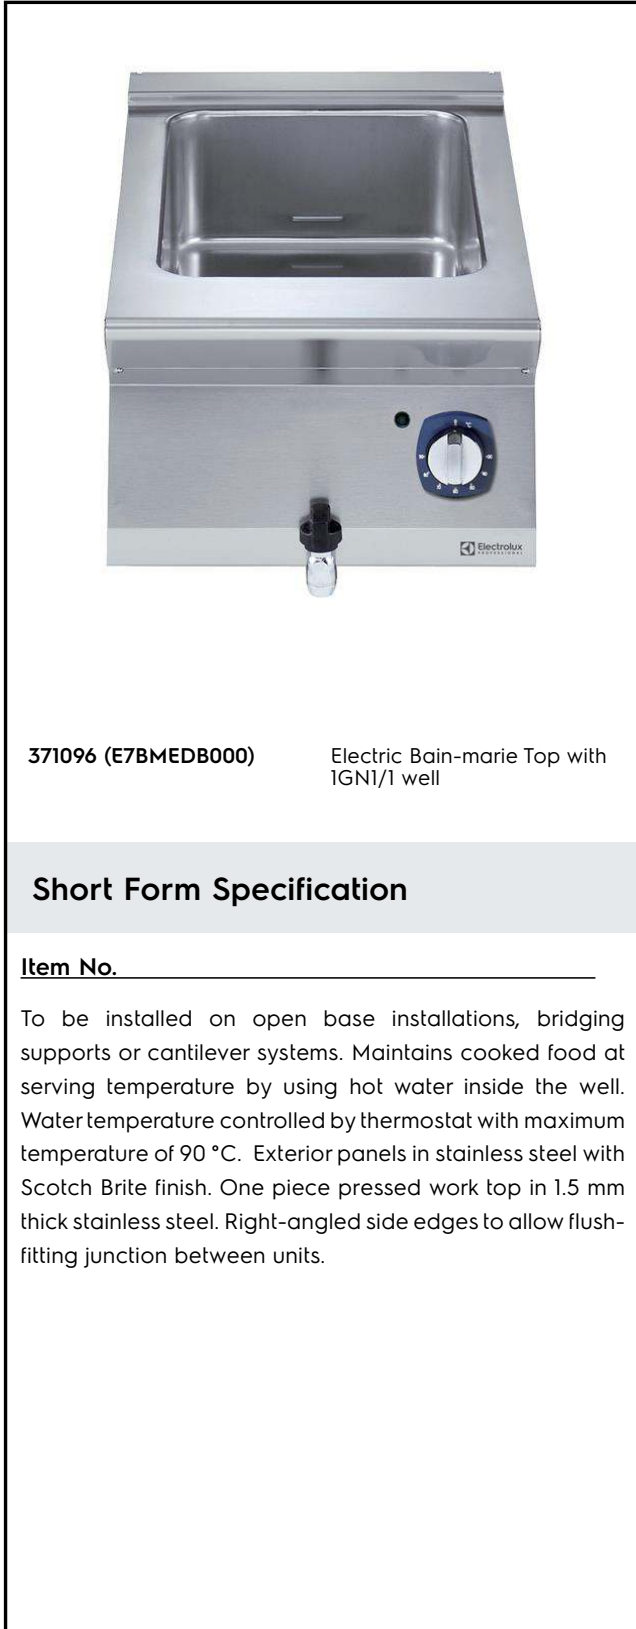 Electrolux
PROFESSIONAL
371096 (E7BMEDB000)
Electric Bain-marie Top with
1GN1/1 well
Short Form Specification
Item No.
To be installed on open base installations, bridging
supports or cantilever systems. Maintains cooked food at
serving temperature by using hot water inside the well.
Water temperature controlled by thermostat with maximum
temperature of 90 °C. Exterior panels in stainless steel with
Scotch Brite finish. One piece pressed work top in 1.5 mm
thick stainless steel. Right-angled side edges to allow flush-
fitting junction between units.